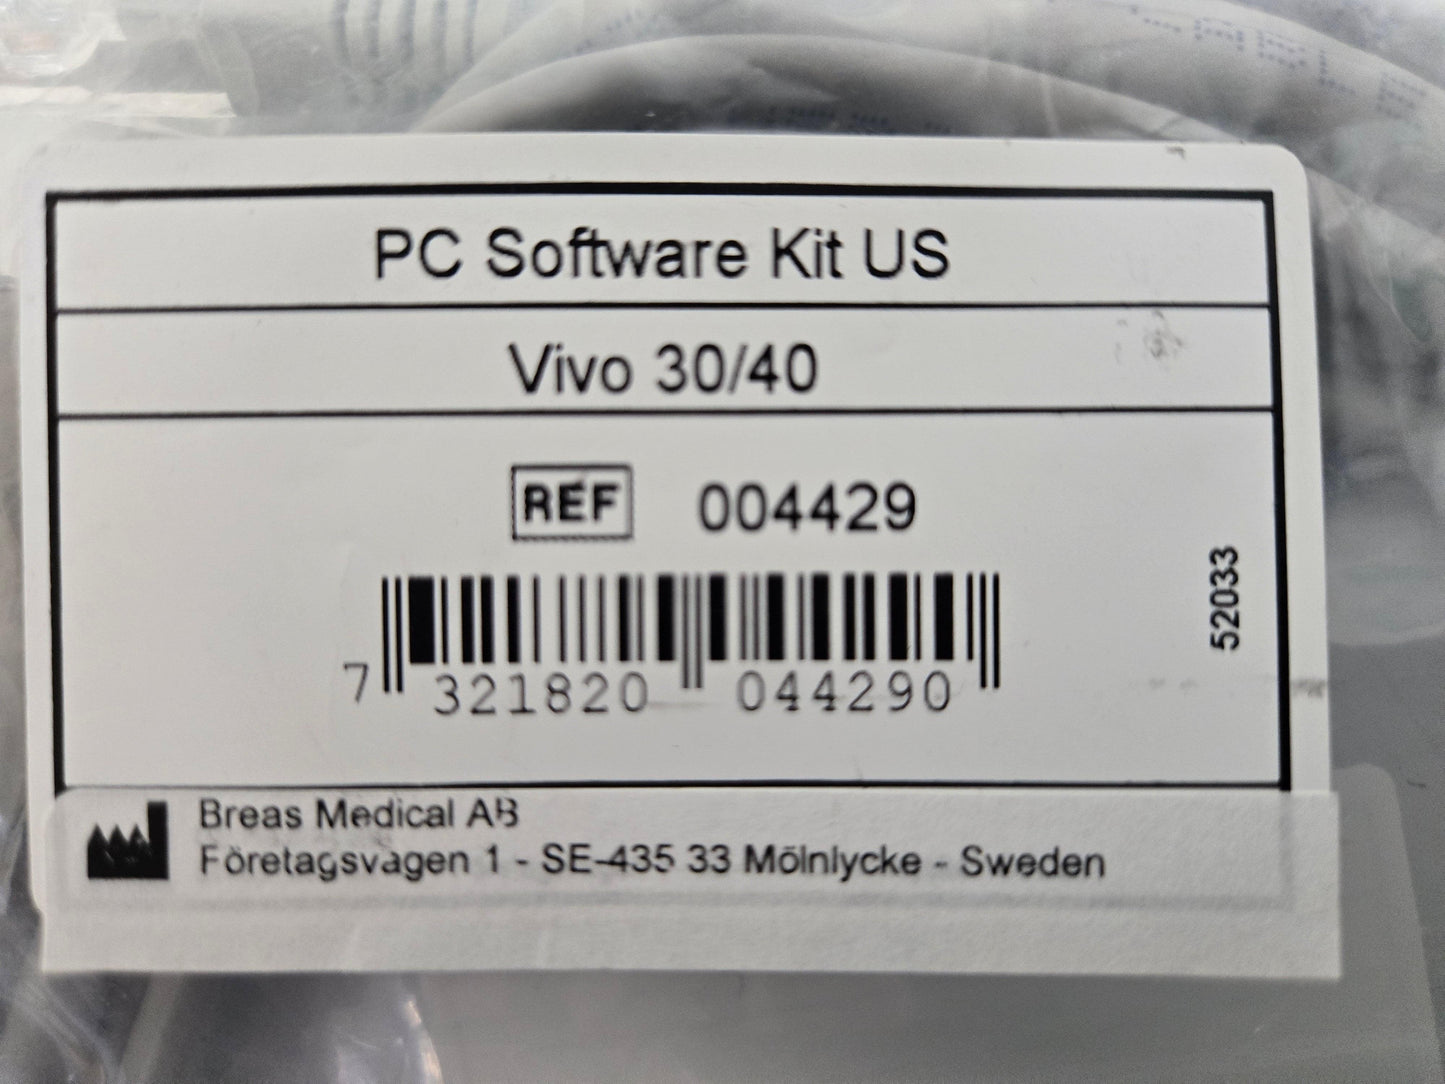 PC Software Kit US
Vivo 30/40
REF 004429
52033
7 321820 044290
Breas Medical AB
Företagsvägen 1 - SE-435 33 Mölnlycke - Sweden